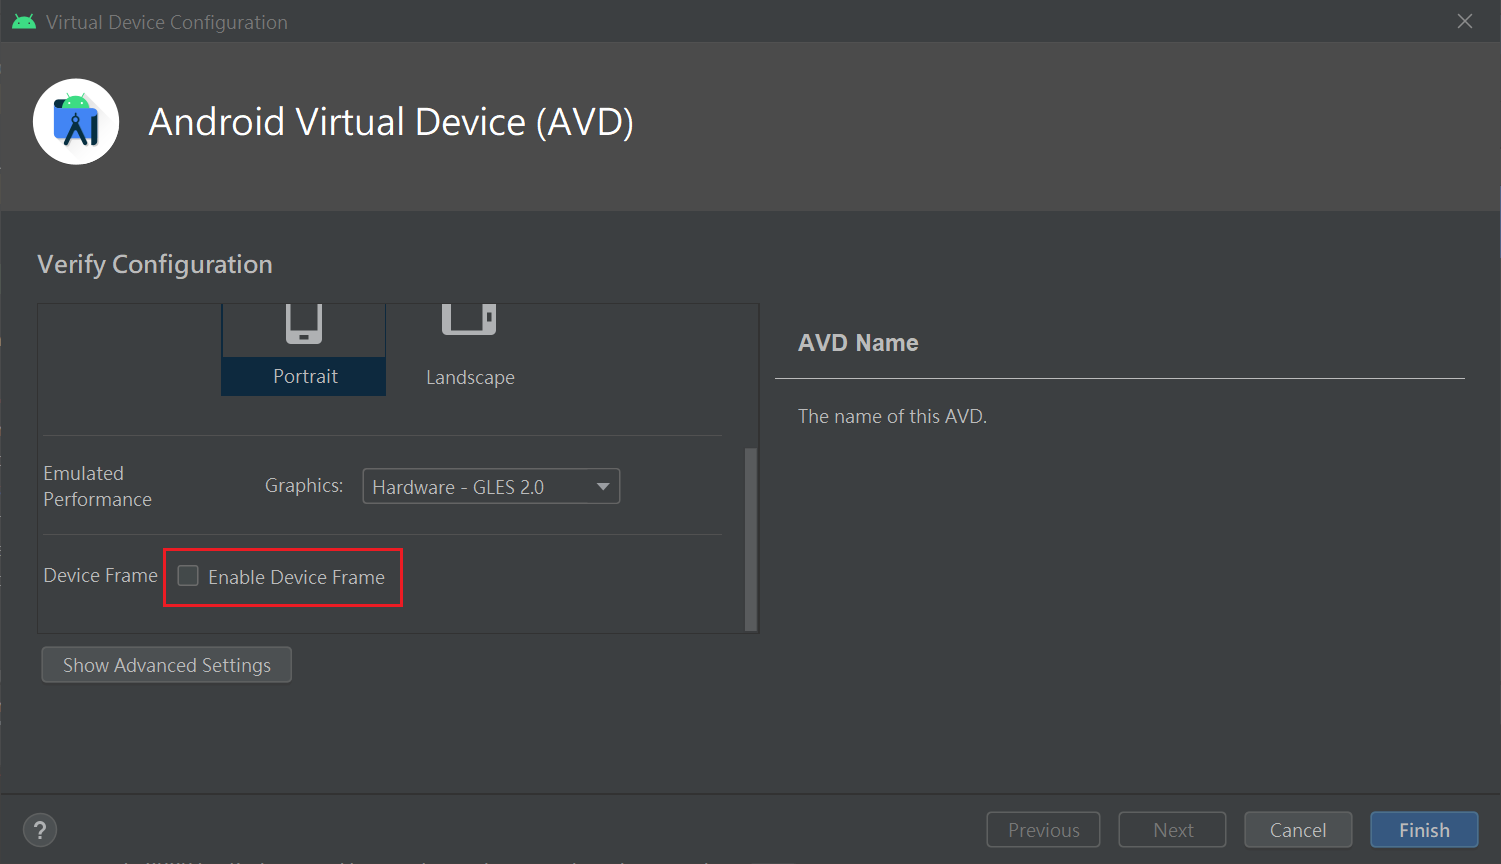 Virtual Device Configuration
Android Virtual Device (AVD)
Verify Configuration
Portrait
Landscape
Emulated
Performance
Graphics:
Hardware - GLES 2.0
Device Frame
Enable Device Frame
Show Advanced Settings
AVD Name
The name of this AVD.
?
Previous
Next
Cancel
Finish